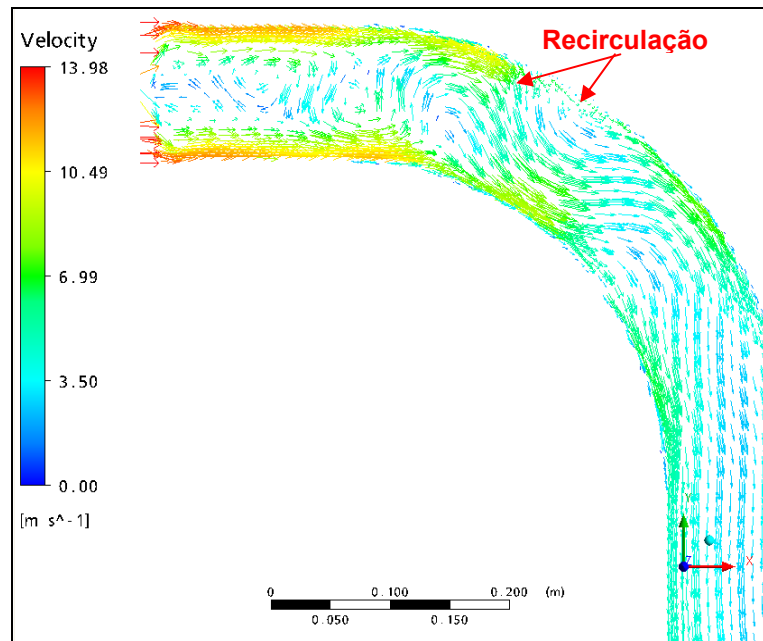 Velocity
Recirculação
13.98
10.49
6.99
3.50
0.00
[m s^-1]
Y
Z
X
0 0.100 0.200 (m)
0.050 0.150